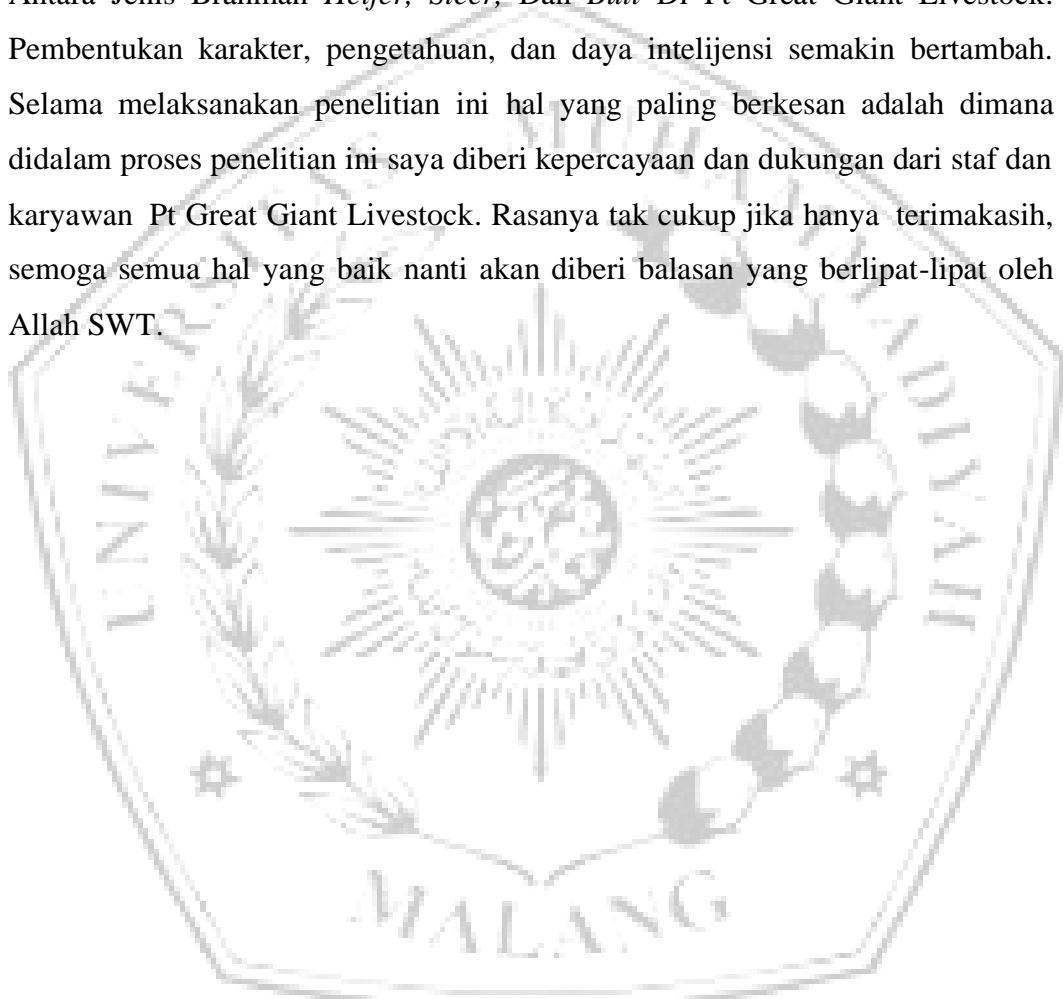 Antara Jenis Brahman Heifer, Steer, Dan Bull Di Pt Great Giant Livestock.
Pembentukan karakter, pengetahuan, dan daya intelijensi semakin bertambah.
Selama melaksanakan penelitian ini hal yang paling berkesan adalah dimana
didalam proses penelitian ini saya diberi kepercayaan dan dukungan dari staf dan
karyawan Pt Great Giant Livestock. Rasanya tak cukup jika hanya terimakasih,
semoga semua hal yang baik nanti akan diberi balasan yang berlipat-lipat oleh
Allah SWT.
UNIVERSITAS MUHAMMADIYAH
MALANG